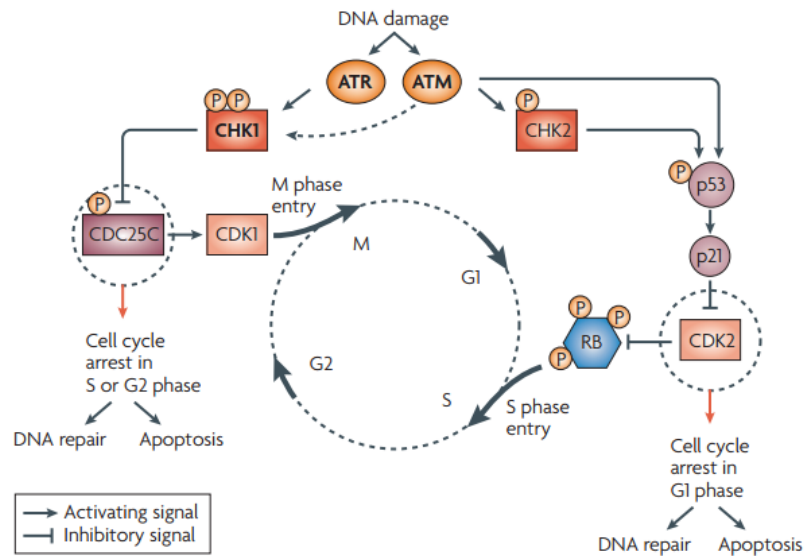 DNA damage
ATR
ATM
P
P
CHK1
P
CHK2
P
p53
P
CDC25C
CDK1
M phase
entry
M
G1
p21
P
P
P
RB
CDK2
G2
S
S phase
entry
Cell cycle
arrest in
S or G2 phase
DNA repair
Apoptosis
Cell cycle
arrest in
G1 phase
DNA repair
Apoptosis
Activating signal
Inhibitory signal